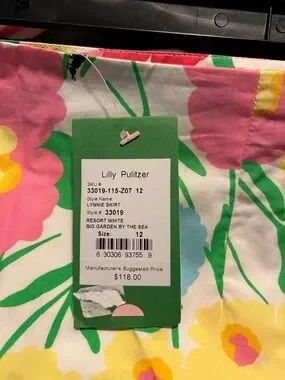 Lilly Pulitzer
SKU #
33019-115-Z07 12
Style Name
LYNNIE SKIRT
Style # 33019
RESORT WHITE
BIG GARDEN BY THE SEA
Size: 12
6 30306 93755 9
Manufacturer's Suggested Price
$118.00